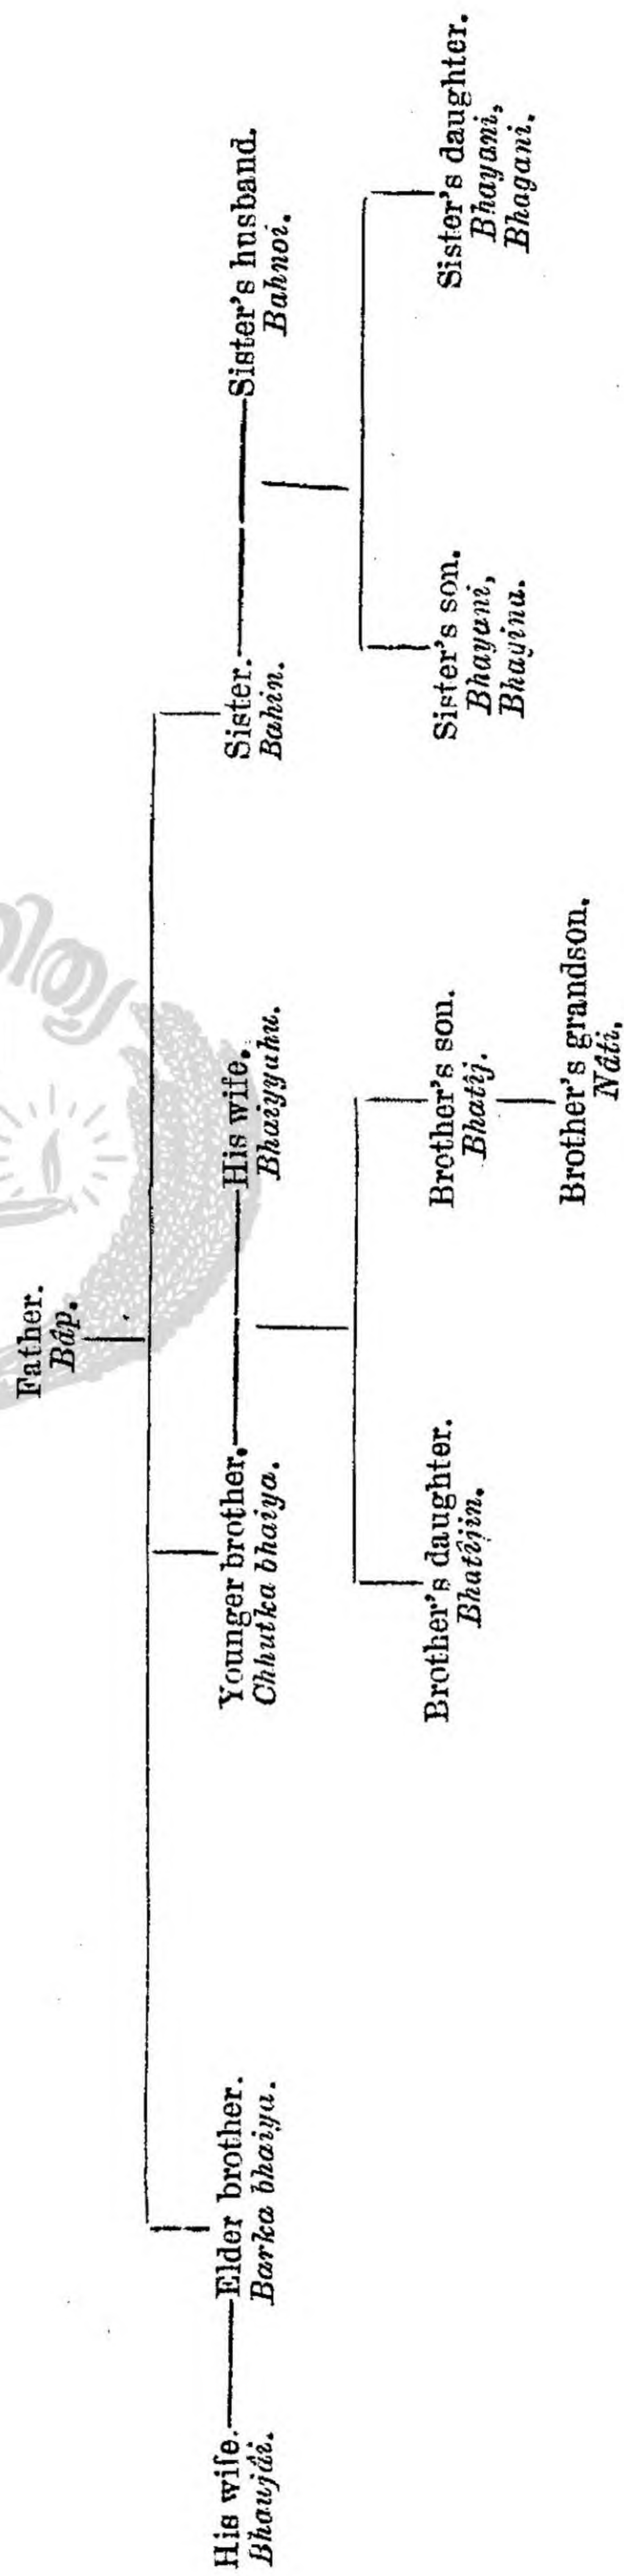 Father.
Bâp.
His wife.
Bhaujâi.
Elder brother.
Barka bhaiya.
Younger brother.
Chhutka bhaiya.
His wife.
Bhaiyyahu.
Sister.
Bahin.
Sister's husband.
Bahnoi.
Brother's daughter.
Bhatîjin.
Brother's son.
Bhatîj.
Sister's son.
Bhayani,
Bhagina.
Sister's daughter.
Bhayani,
Bhagani.
Brother's grandson.
Nâti.